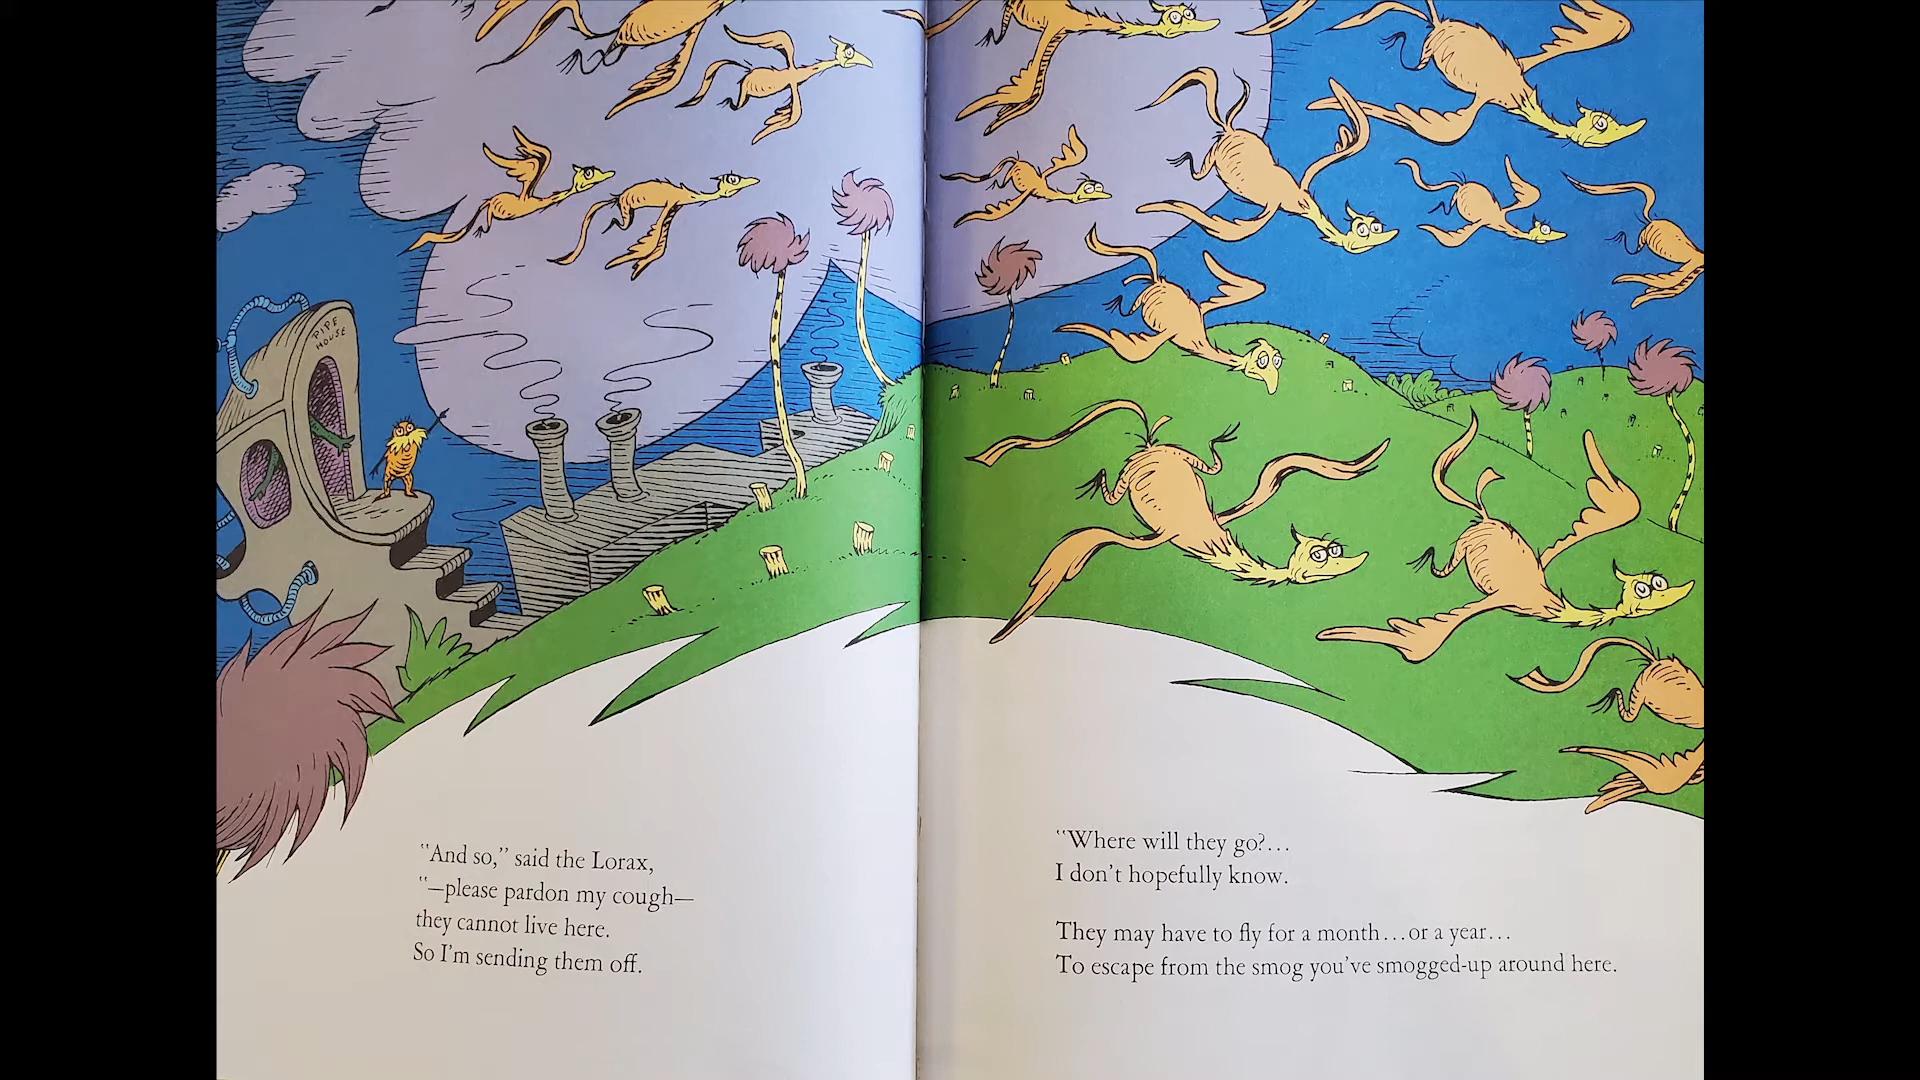 PIPE
HOUSE
“And so,” said the Lorax,
“—please pardon my cough—
they cannot live here.
So I’m sending them off.
“Where will they go?...
I don’t hopefully know.
They may have to fly for a month...or a year...
To escape from the smog you’ve smogged-up around here.